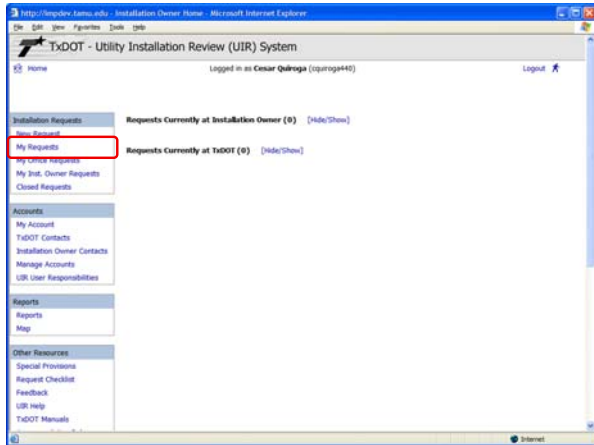 http://impdev.tamu.edu - Installation Owner Home - Microsoft Internet Explorer
File Edit View Favorites Tools Help
TxDOT - Utility Installation Review (UIR) System
Home Logged in as Cesar Quiroga (cquiroga440) Logout
Installation Requests Requests Currently at Installation Owner (0) [Hide/Show]
New Request
My Requests Requests Currently at TxDOT (0) [Hide/Show]
My Office Requests
My Inst. Owner Requests
Closed Requests
Accounts
My Account
TxDOT Contacts
Installation Owner Contacts
Manage Accounts
UIR User Responsibilities
Reports
Reports
Map
Other Resources
Special Provisions
Request Checklist
Feedback
UIR Help
TxDOT Manuals
Internet